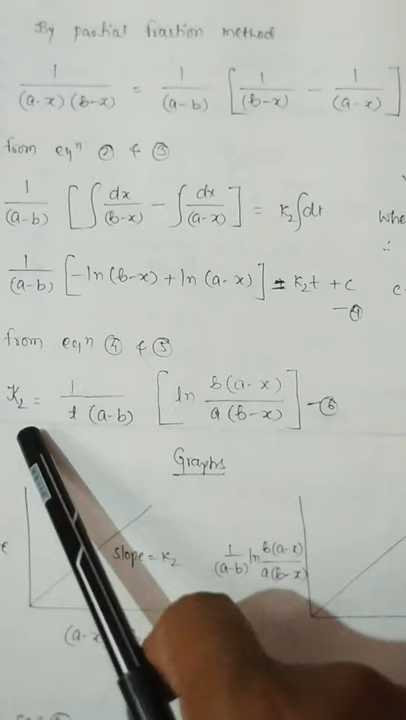 By partial fraction method
1/(a-x)(b-x) = 1/(a-b) [1/(b-x) - 1/(a-x)]
from eqⁿ ② & ③
1/(a-b) [∫ dx/(b-x) - ∫ dx/(a-x)] = K₂∫dt
Whe
∴
1/(a-b) [-ln(b-x) + ln(a-x)] = K₂t + c
c
-④
from eqⁿ ④ & ⑤
K₂ = 1/t(a-b) [ln b(a-x)/a(b-x)] -⑥
Graphs
Slope = K₂
1/(a-b) ln b(a-x)/a(b-x)
(a-x